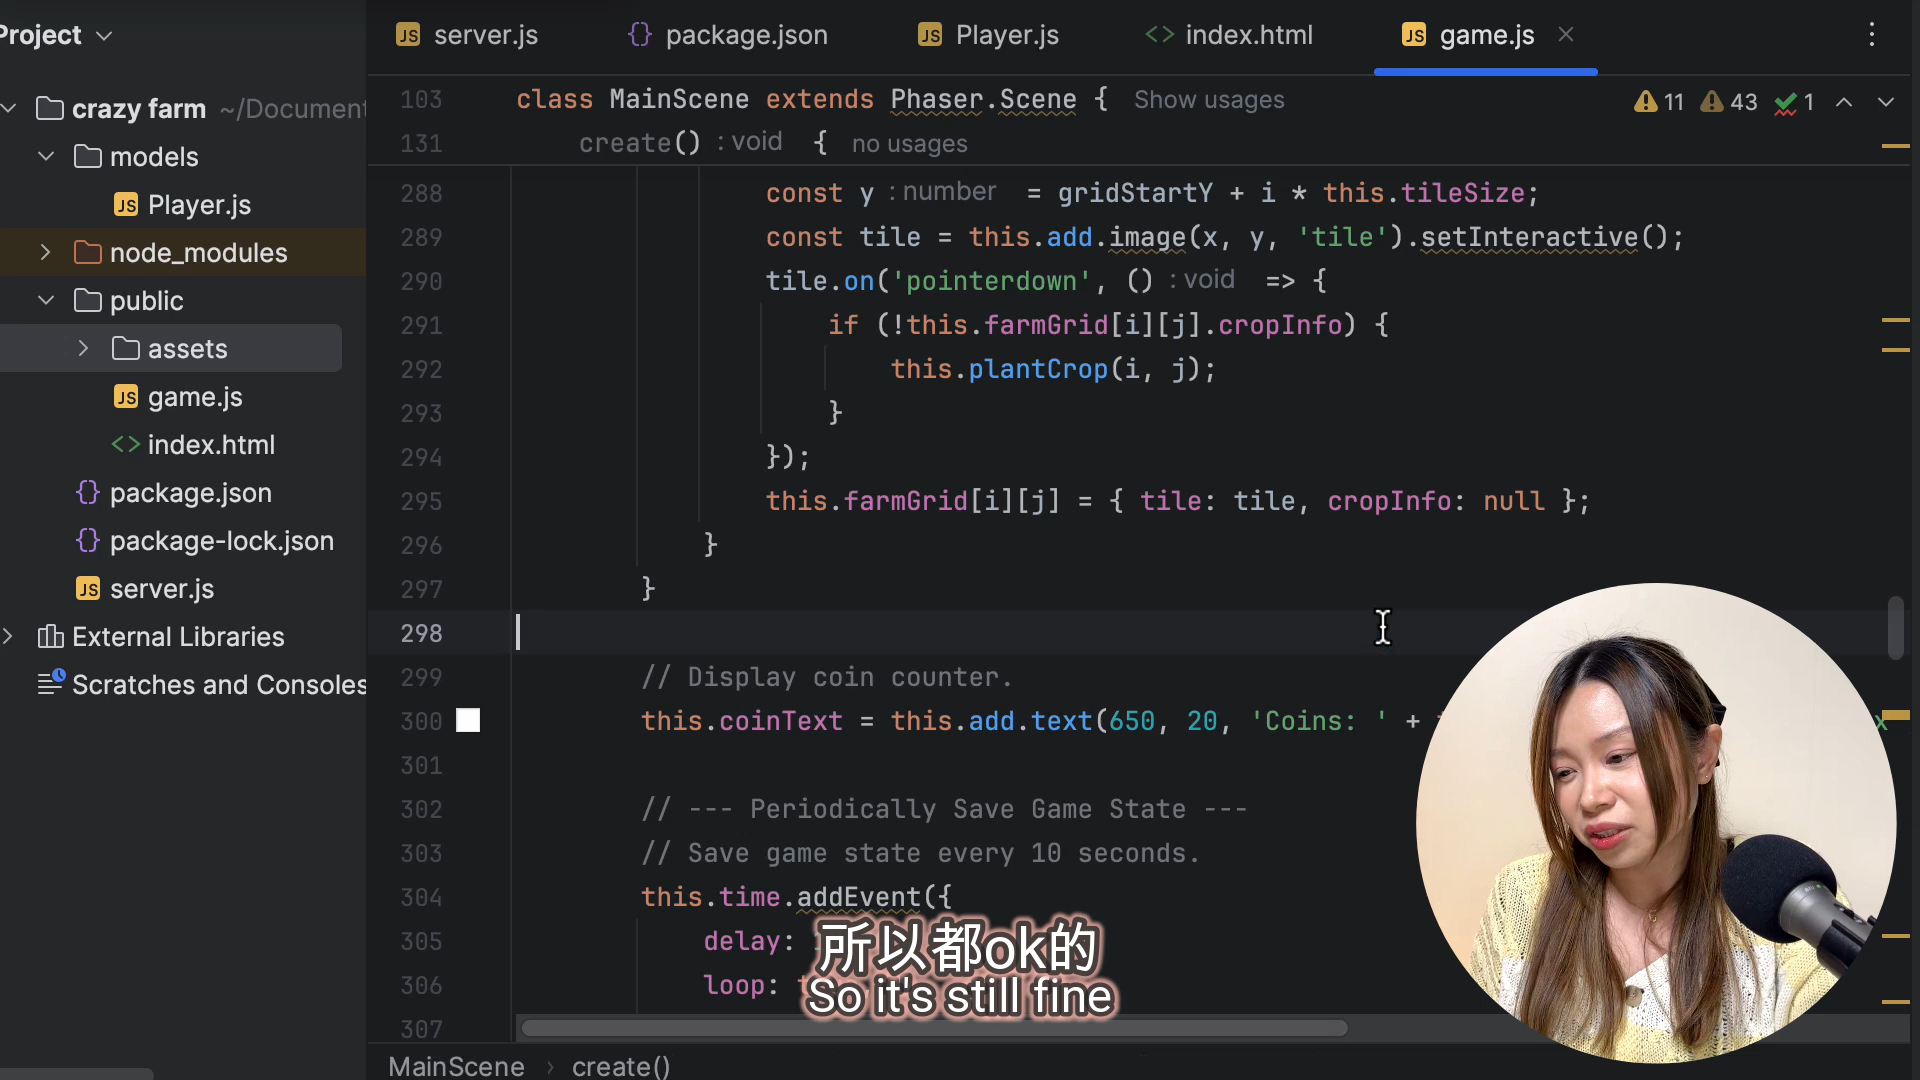 Project
server.js
package.json
Player.js
index.html
game.js
crazy farm ~/Document
models
Player.js
node_modules
public
assets
game.js
index.html
package.json
package-lock.json
server.js
External Libraries
Scratches and Consoles
11 43 1
103 class MainScene extends Phaser.Scene { Show usages
131 create() : void { no usages
288 const y : number = gridStartY + i * this.tileSize;
289 const tile = this.add.image(x, y, 'tile').setInteractive();
290 tile.on('pointerdown', () : void => {
291 if (!this.farmGrid[i][j].cropInfo) {
292 this.plantCrop(i, j);
293 }
294 });
295 this.farmGrid[i][j] = { tile: tile, cropInfo: null };
296 }
297 }
298
299 // Display coin counter.
300 this.coinText = this.add.text(650, 20, 'Coins: ' +
301
302 // --- Periodically Save Game State ---
303 // Save game state every 10 seconds.
304 this.time.addEvent({
305 delay:
306 loop:
307
所以都ok的
So it's still fine
MainScene › create()